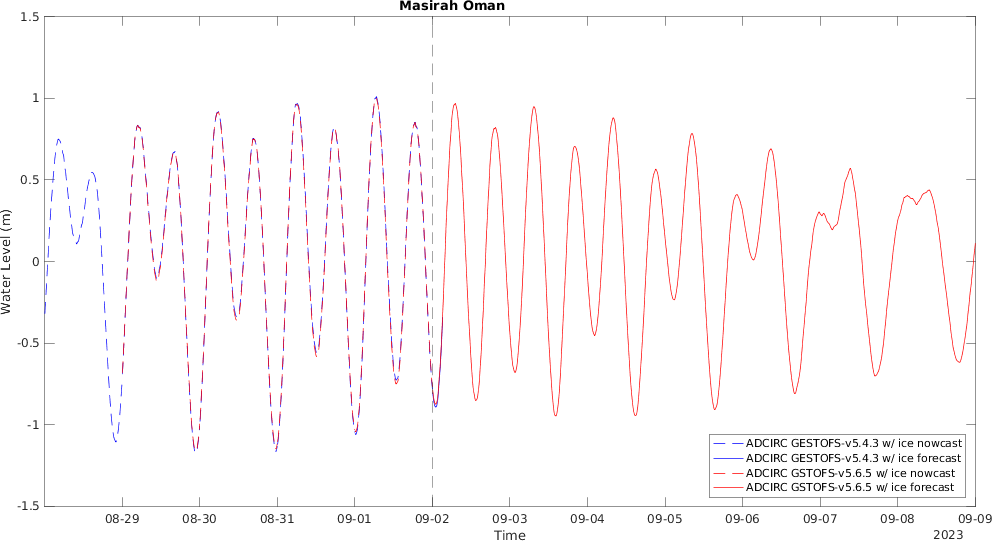 Masirah Oman
1.5
1
0.5
0
-0.5
-1
-1.5
Water Level (m)
08-29 08-30 08-31 09-01 09-02 09-03 09-04 09-05 09-06 09-07 09-08 09-09
Time
2023
ADCIRC GESTOFS-v5.4.3 w/ ice nowcast
ADCIRC GESTOFS-v5.4.3 w/ ice forecast
ADCIRC GSTOFS-v5.6.5 w/ ice nowcast
ADCIRC GSTOFS-v5.6.5 w/ ice forecast